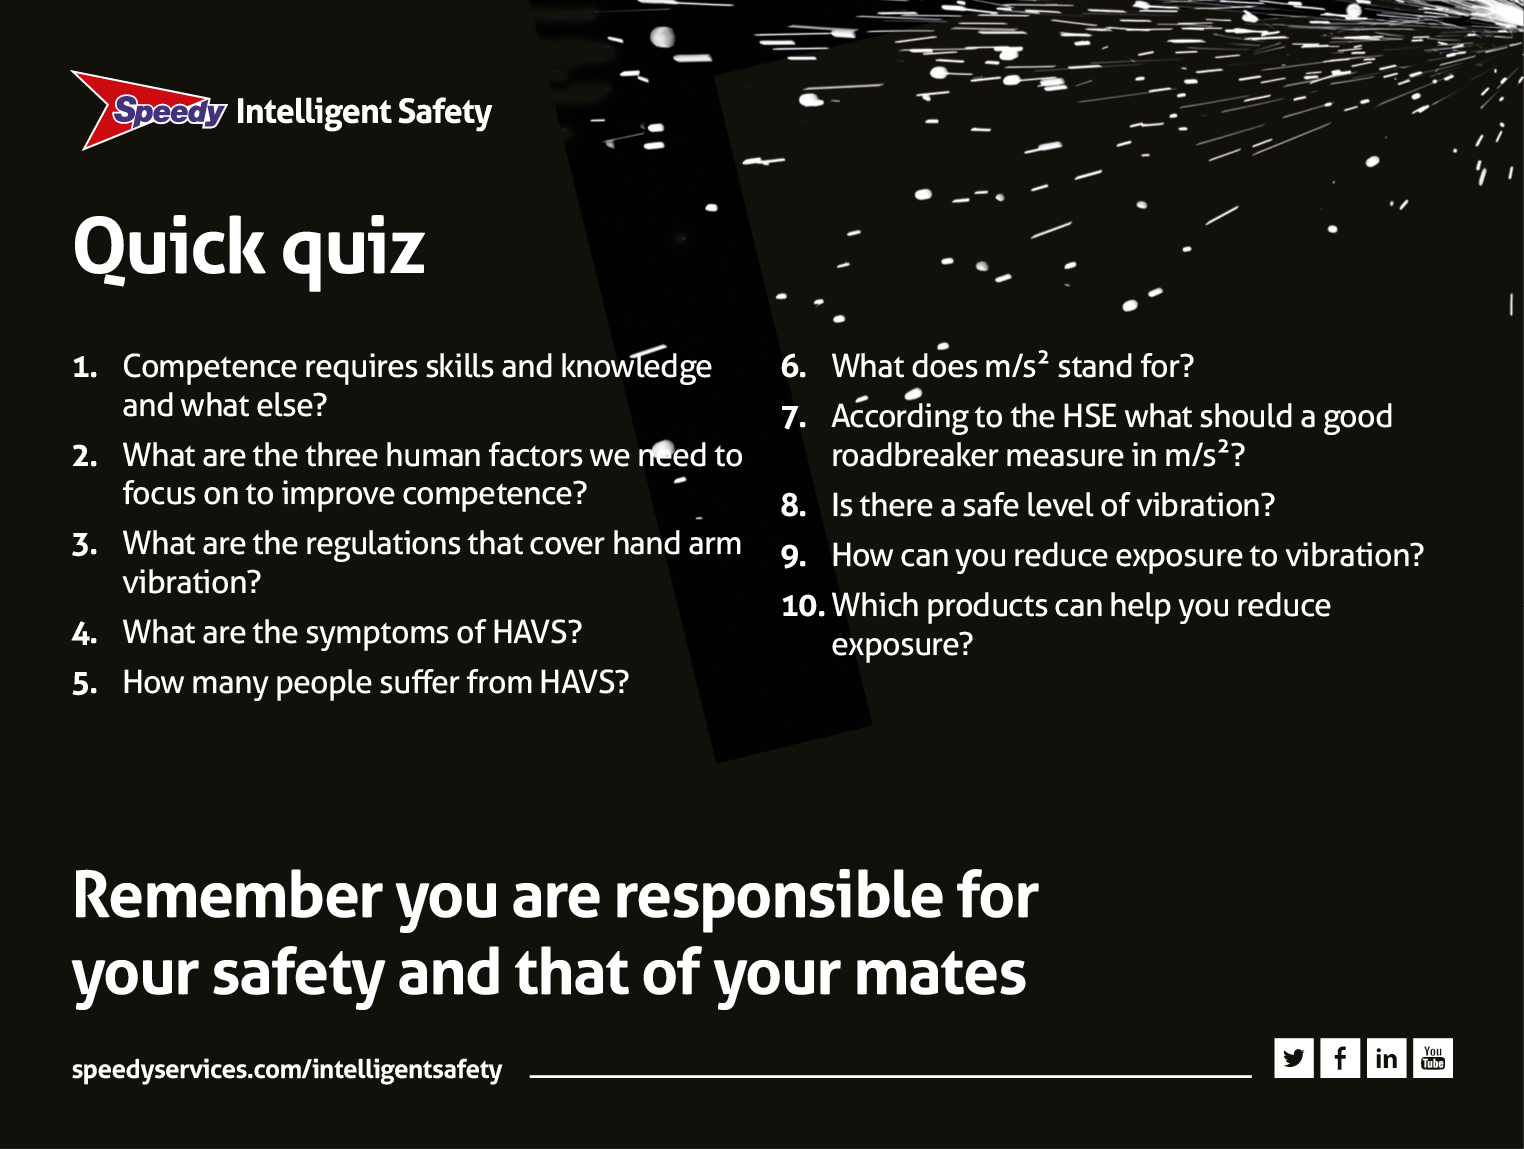 Speedy Intelligent Safety
Quick quiz
1. Competence requires skills and knowledge
and what else?
2. What are the three human factors we need to
focus on to improve competence?
3. What are the regulations that cover hand arm
vibration?
4. What are the symptoms of HAVS?
5. How many people suffer from HAVS?
6. What does m/s² stand for?
7. According to the HSE what should a good
roadbreaker measure in m/s²?
8. Is there a safe level of vibration?
9. How can you reduce exposure to vibration?
10. Which products can help you reduce
exposure?
Remember you are responsible for
your safety and that of your mates
speedyservices.com/intelligentsafety
f in You
Tube